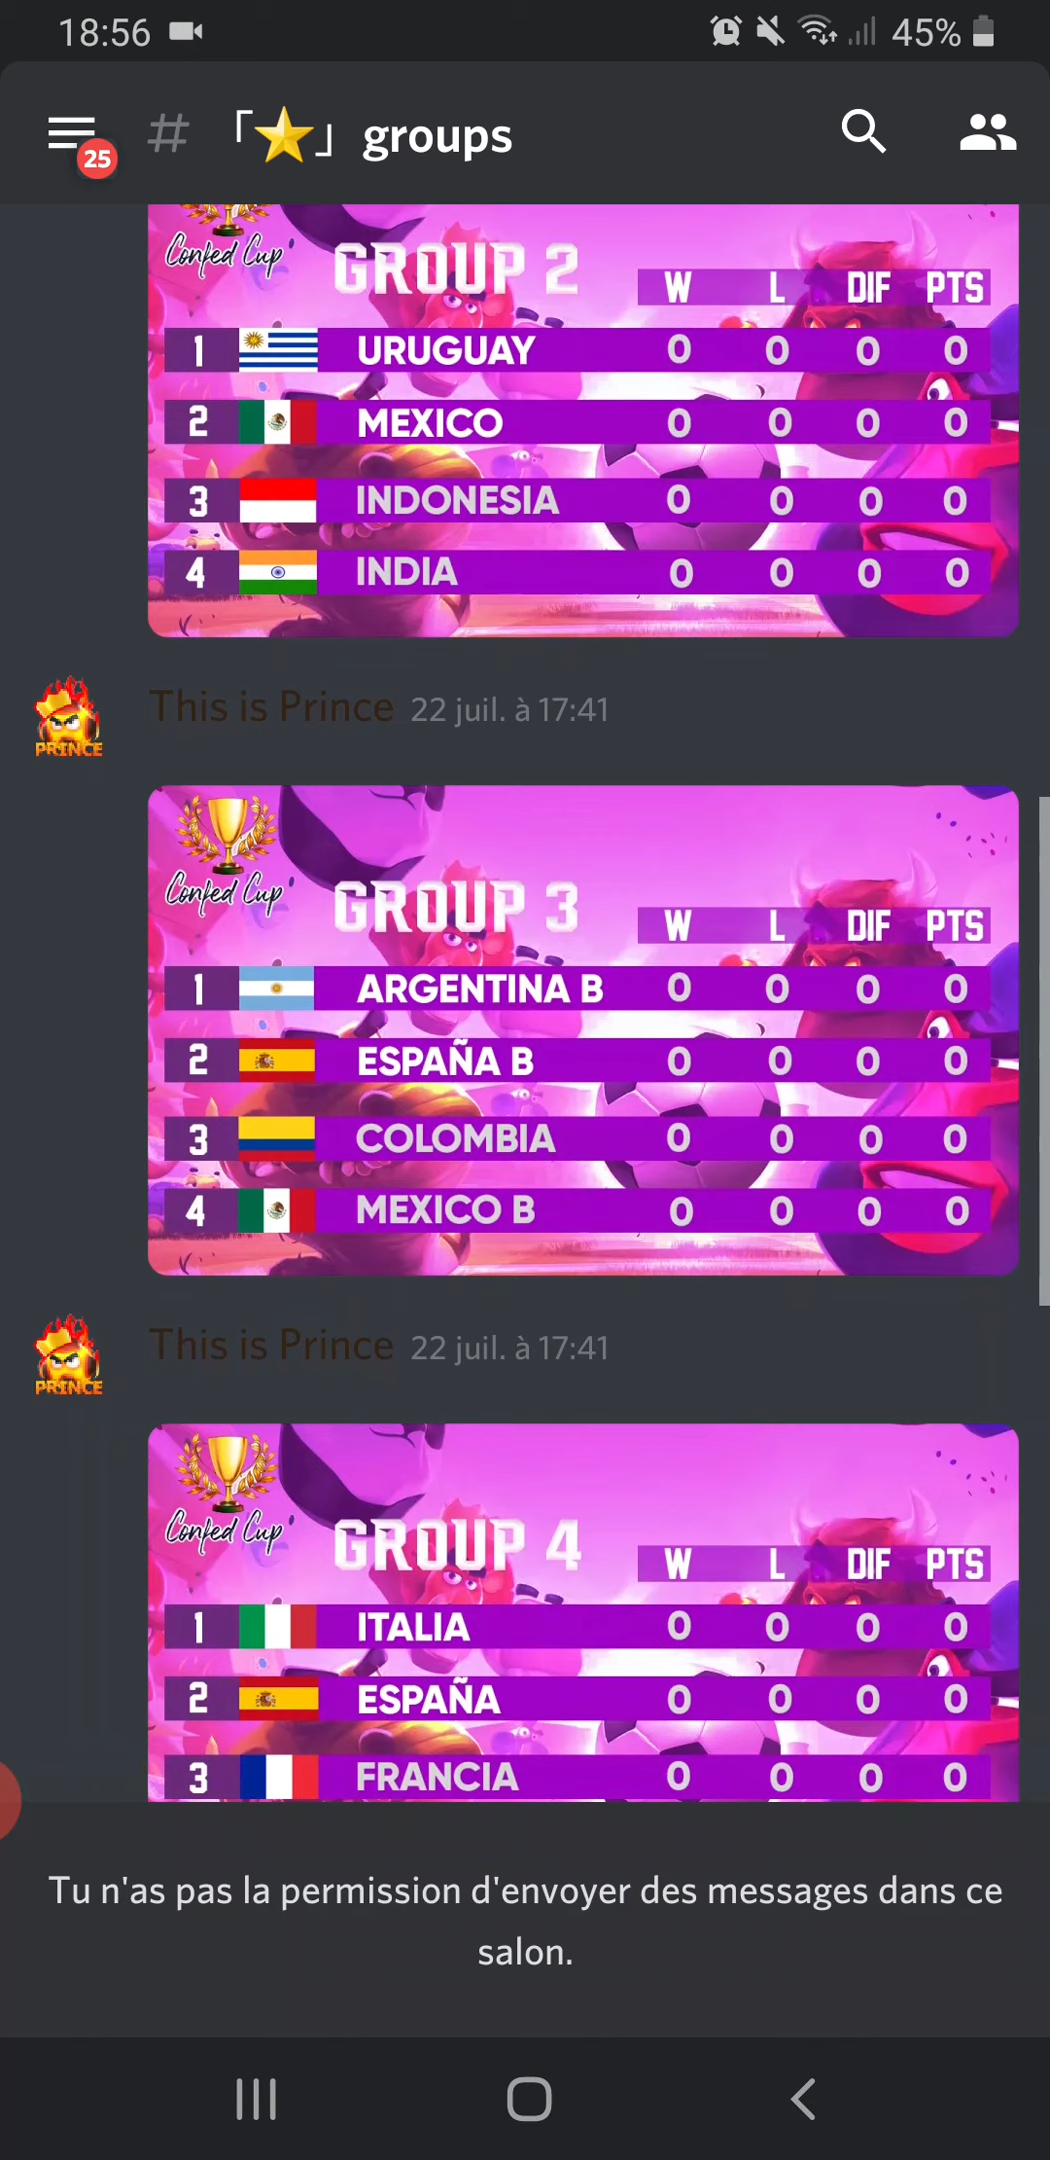 18:56 45%
25 # 「⭐」 groups
Confed Cup
GROUP 2 W L DIF PTS
1 URUGUAY 0 0 0 0
2 MEXICO 0 0 0 0
3 INDONESIA 0 0 0 0
4 INDIA 0 0 0 0
PRINCE
This is Prince 22 juil. à 17:41
Confed Cup
GROUP 3 W L DIF PTS
1 ARGENTINA B 0 0 0 0
2 ESPAÑA B 0 0 0 0
3 COLOMBIA 0 0 0 0
4 MEXICO B 0 0 0 0
PRINCE
This is Prince 22 juil. à 17:41
Confed Cup
GROUP 4 W L DIF PTS
1 ITALIA 0 0 0 0
2 ESPAÑA 0 0 0 0
3 FRANCIA 0 0 0 0
Tu n'as pas la permission d'envoyer des messages dans ce
salon.